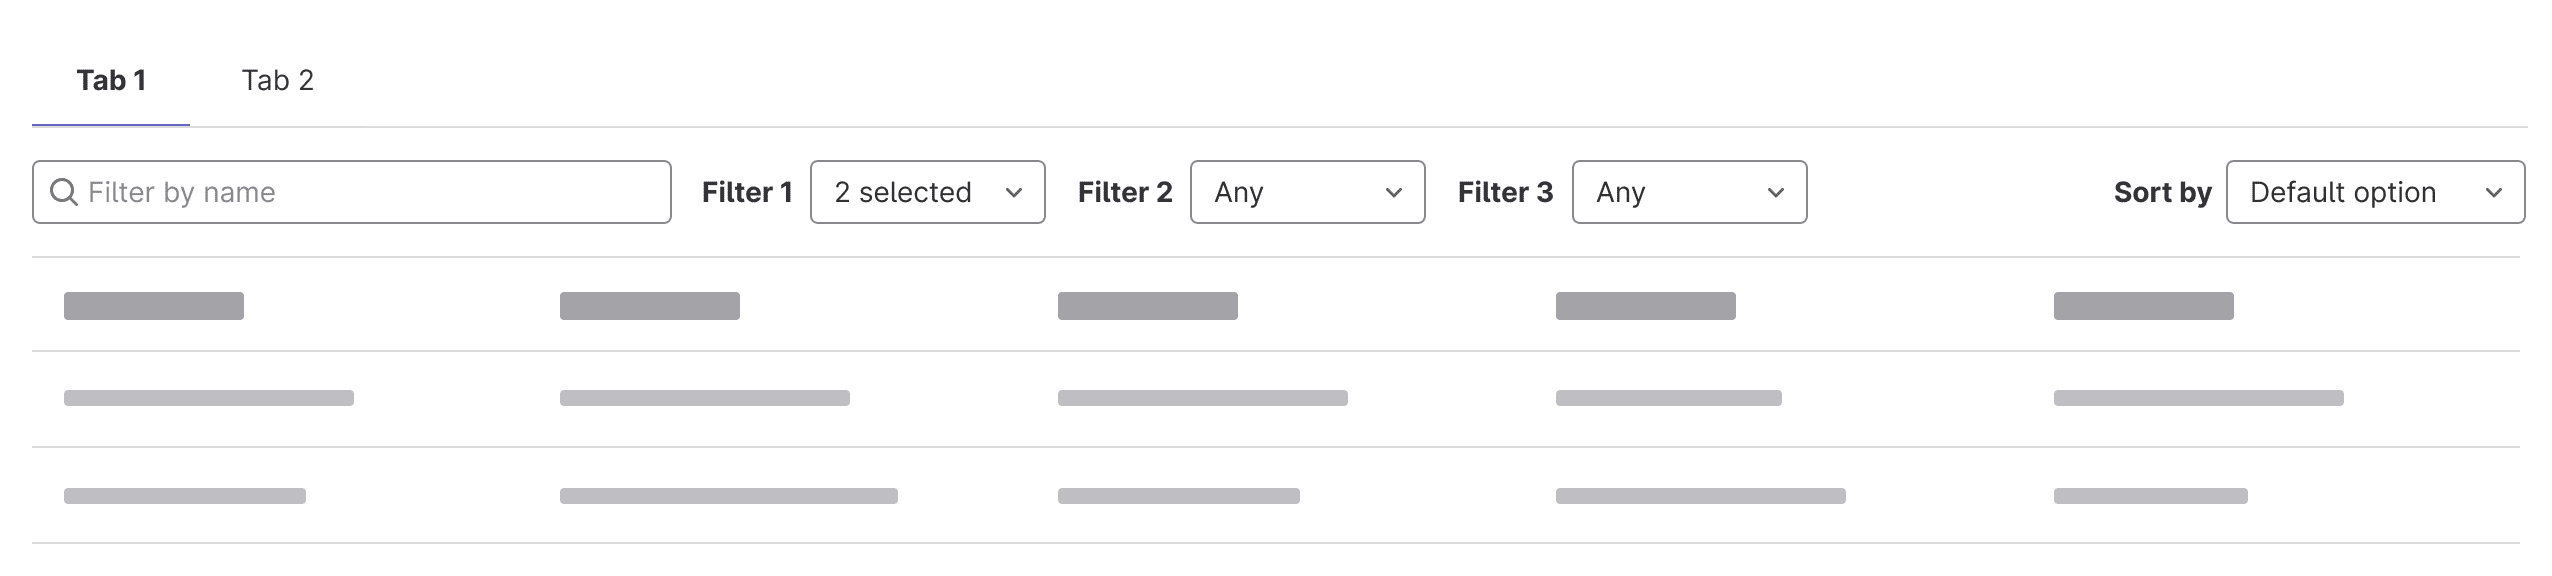 Tab 1 Tab 2
Filter by name Filter 1 2 selected Filter 2 Any Filter 3 Any Sort by Default option